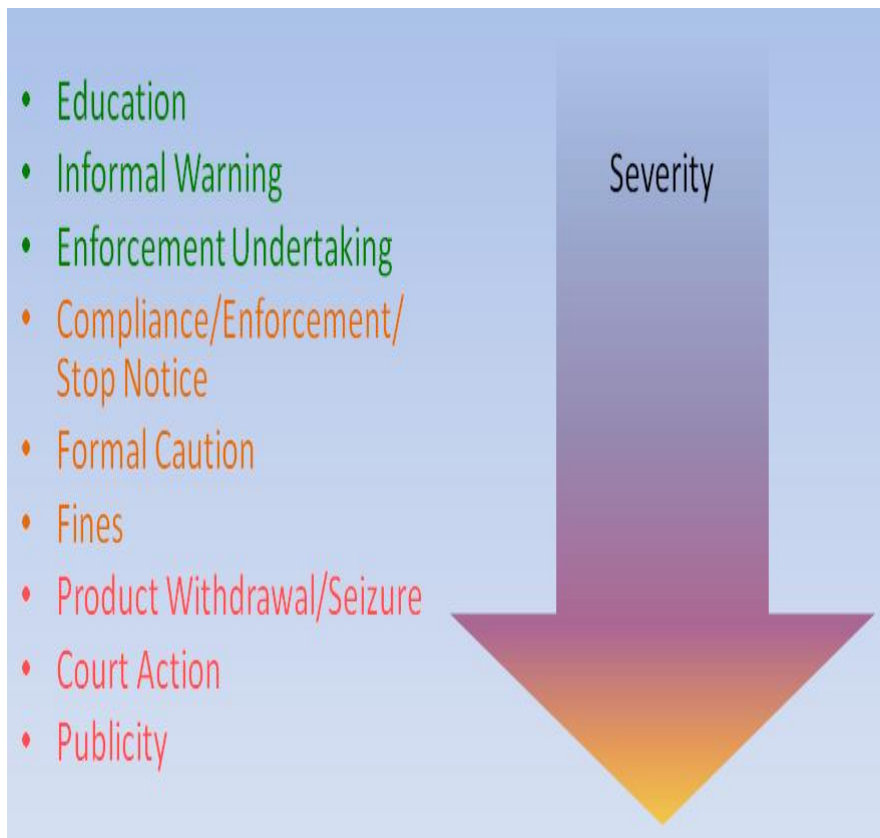 • Education
• Informal Warning
• Enforcement Undertaking
• Compliance/Enforcement/
Stop Notice
• Formal Caution
• Fines
• Product Withdrawal/Seizure
• Court Action
• Publicity
Severity